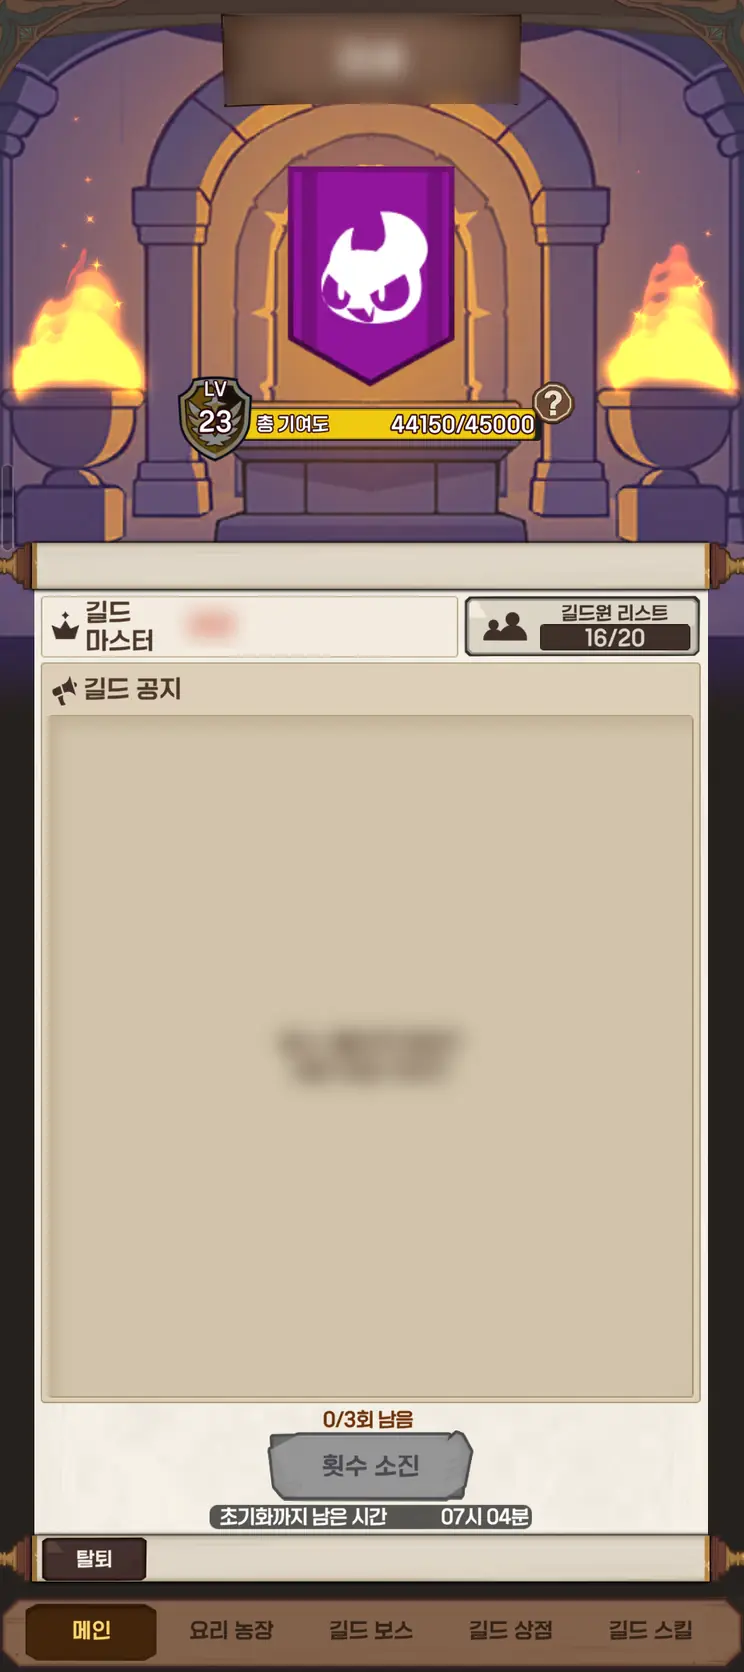 LV
23
총 기여도 44150/45000
?
길드
마스터
길드원 리스트
16/20
길드 공지
0/3회 남음
횟수 소진
초기화까지 남은 시간 07시 04분
탈퇴
메인 요리 농장 길드 보스 길드 상점 길드 스킬